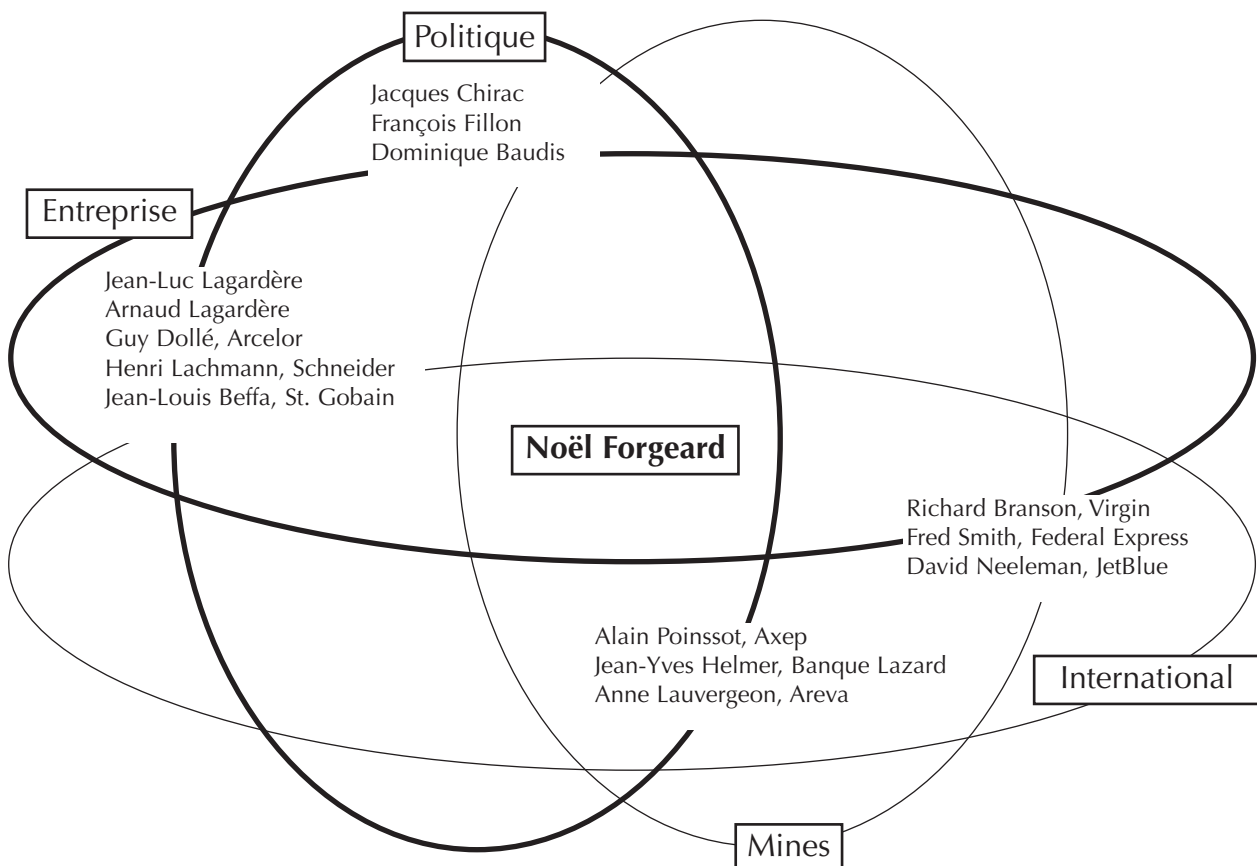 Politique
Jacques Chirac
François Fillon
Dominique Baudis
Entreprise
Jean-Luc Lagardère
Arnaud Lagardère
Guy Dollé, Arcelor
Henri Lachmann, Schneider
Jean-Louis Beffa, St. Gobain
Noël Forgeard
Richard Branson, Virgin
Fred Smith, Federal Express
David Neeleman, JetBlue
Alain Poinssot, Axep
Jean-Yves Helmer, Banque Lazard
Anne Lauvergeon, Areva
International
Mines